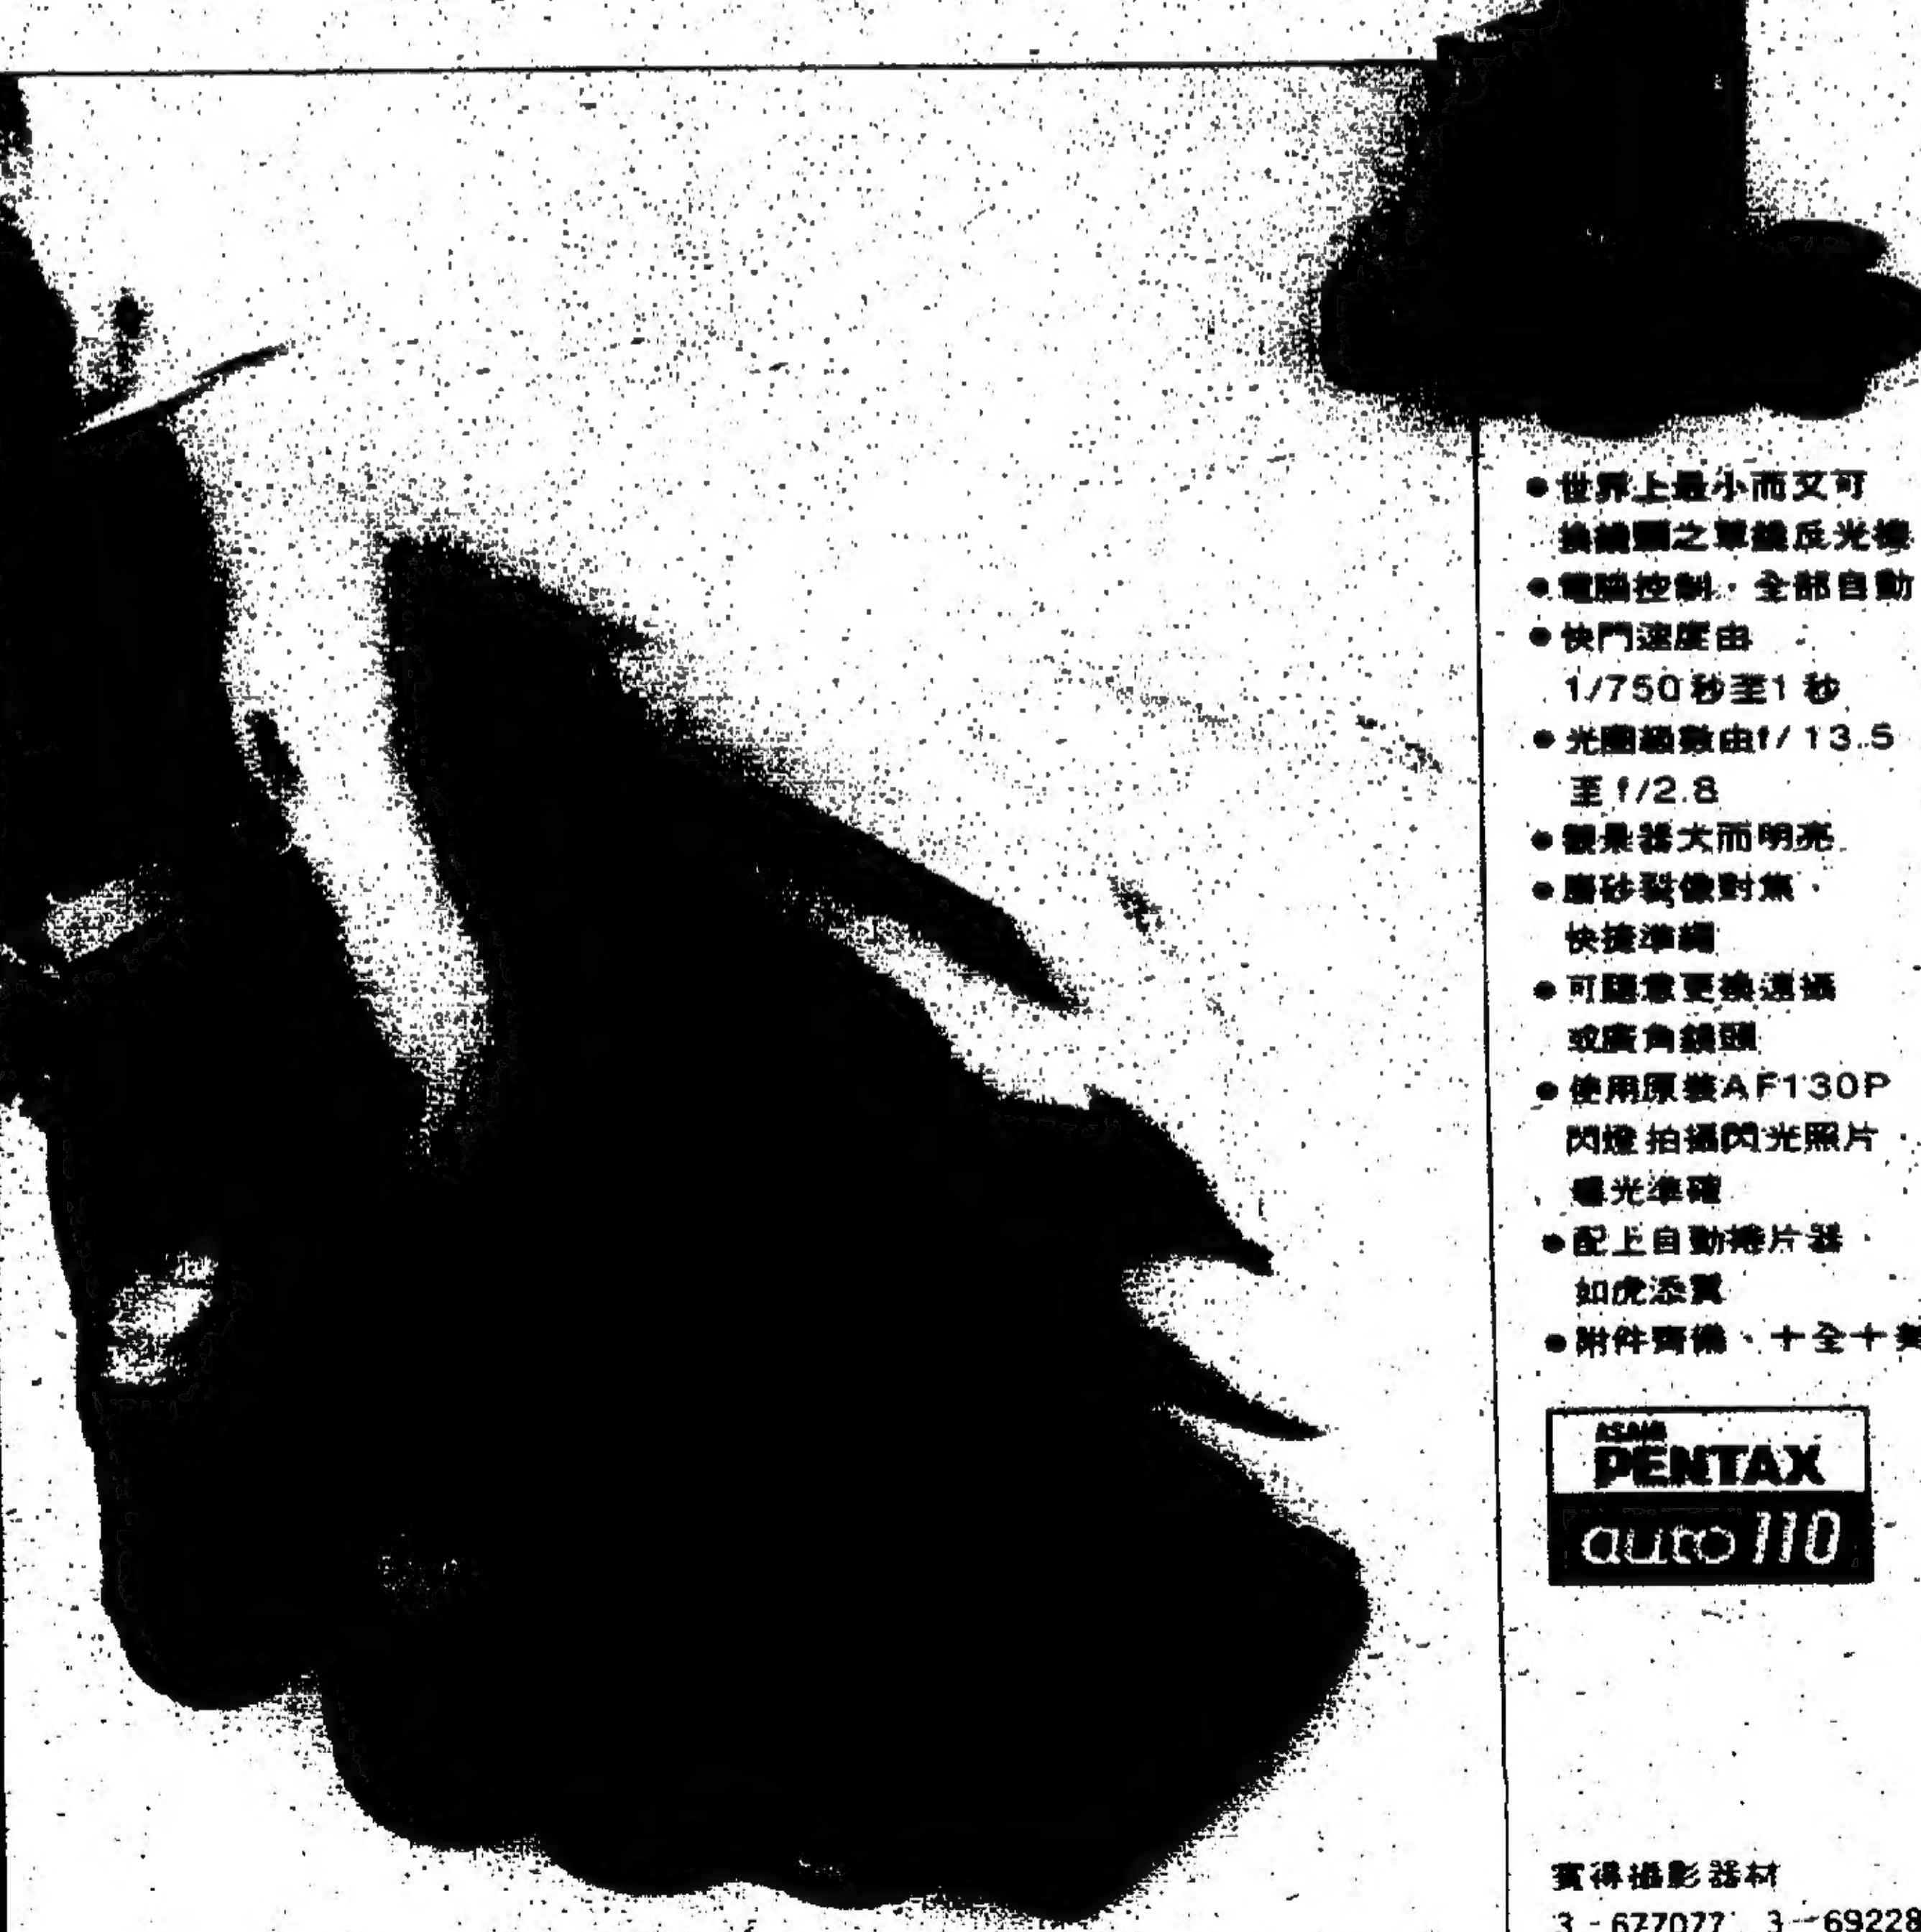 ●世界上最小而又可
換鏡頭之單鏡反光機
●電腦控制·全部自動
●快門速度由
1/750秒至1秒
●光圈級數由f/13.5
至f/2.8
●觀景器大而明亮
●磨砂裂像對焦·
快捷準繩
●可隨意更換遠攝
或廣角鏡頭
●使用原裝AF130P
閃燈拍攝閃光照片·
曝光準確
●配上自動捲片器·
如虎添翼
●附件齊備·十全十美
ASAHI
PENTAX
auto 110
賓得攝影器材
3-677077 3-69228